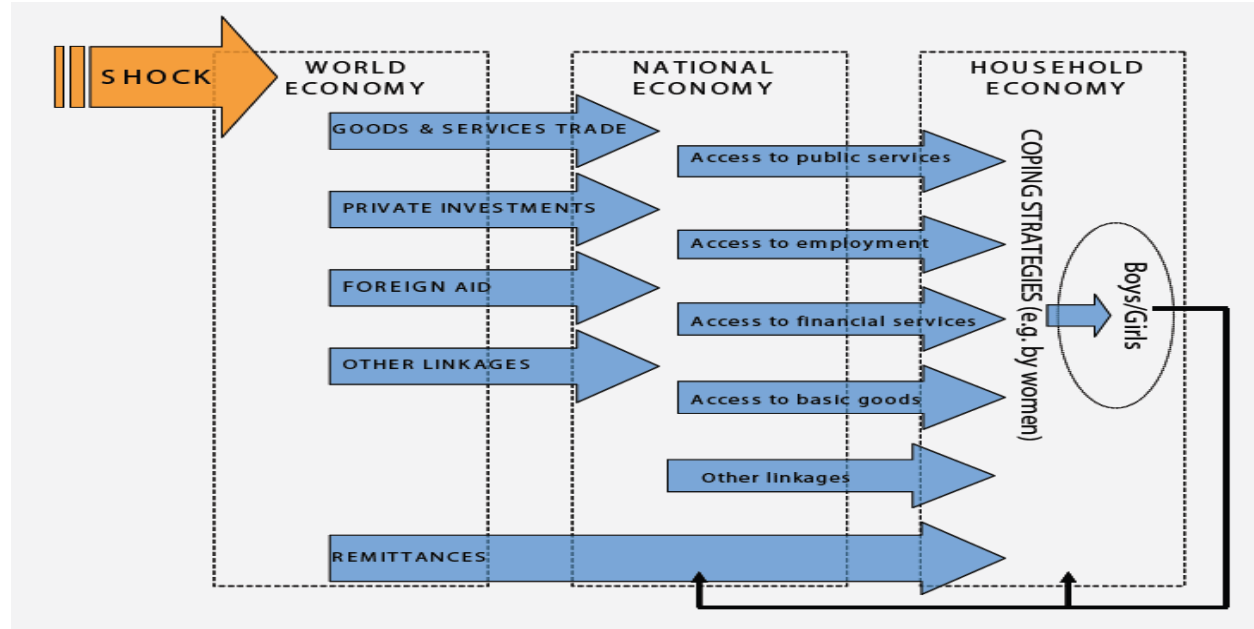 SHOCK
WORLD
ECONOMY
NATIONAL
ECONOMY
HOUSEHOLD
ECONOMY
GOODS & SERVICES TRADE
PRIVATE INVESTMENTS
FOREIGN AID
OTHER LINKAGES
REMITTANCES
Access to public services
Access to employment
Access to financial services
Access to basic goods
Other linkages
COPING STRATEGIES (e.g. by women)
Boys/Girls